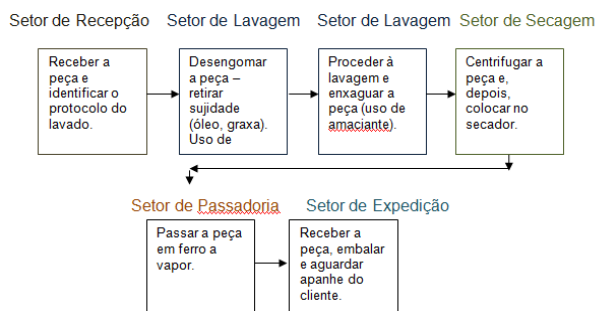 Setor de Recepção
Setor de Lavagem
Setor de Lavagem
Setor de Secagem
Receber a
peça e
identificar o
protocolo do
lavado.
Desengomar
a peça –
retirar
sujidade
(óleo, graxa).
Uso de
Proceder à
lavagem e
enxaguar a
peça (uso de
amaciante).
Centrifugar a
peça e,
depois,
colocar no
secador.
Setor de Passadoria
Setor de Expedição
Passar a peça
em ferro a
vapor.
Receber a
peça, embalar
e aguardar
apanhe do
cliente.